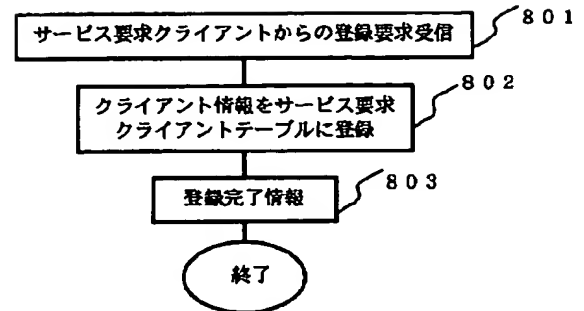 サービス要求クライアントからの登録要求受信
801
クライアント情報をサービス要求
クライアントテーブルに登録
802
登録完了情報
803
終了